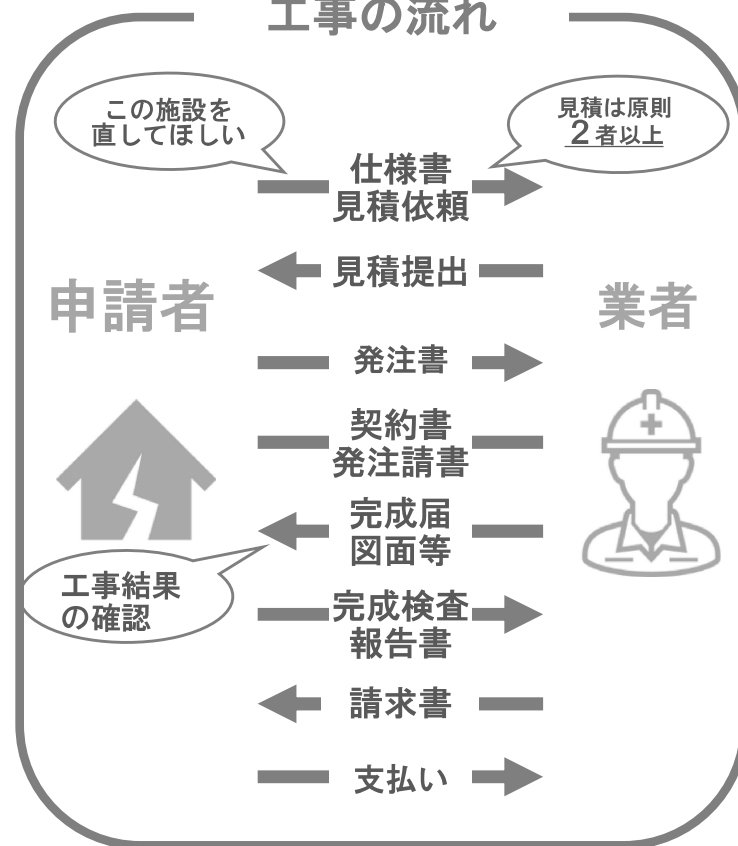 工事の流れ
この施設を
直してほしい
見積は原則
２者以上
仕様書
見積依頼
見積提出
申請者
業者
発注書
契約書
発注請書
完成届
図面等
工事結果
の確認
完成検査
報告書
請求書
支払い